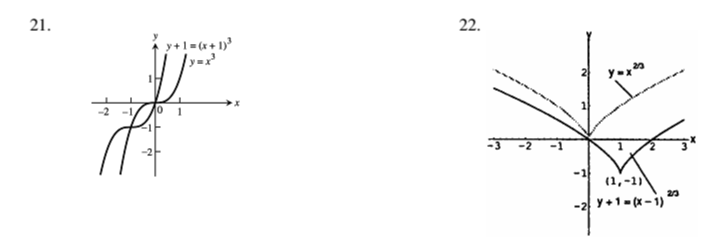 21.
y
y + 1 = (x + 1)³
y = x³
1
-2 -1 0 1 x
-1
-2
22.
y
2
y = x^2/3
1
-3 -2 -1 1 2 3 x
-1
(1, -1)
-2
y + 1 = (x - 1)^2/3